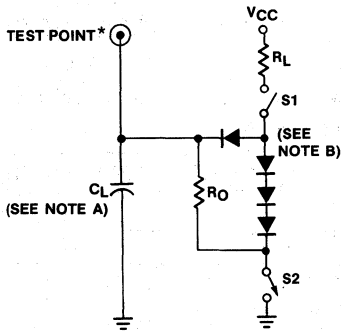 VCC
TEST POINT*
RL
S1
(SEE
NOTE B)
CL
(SEE NOTE A)
RO
S2